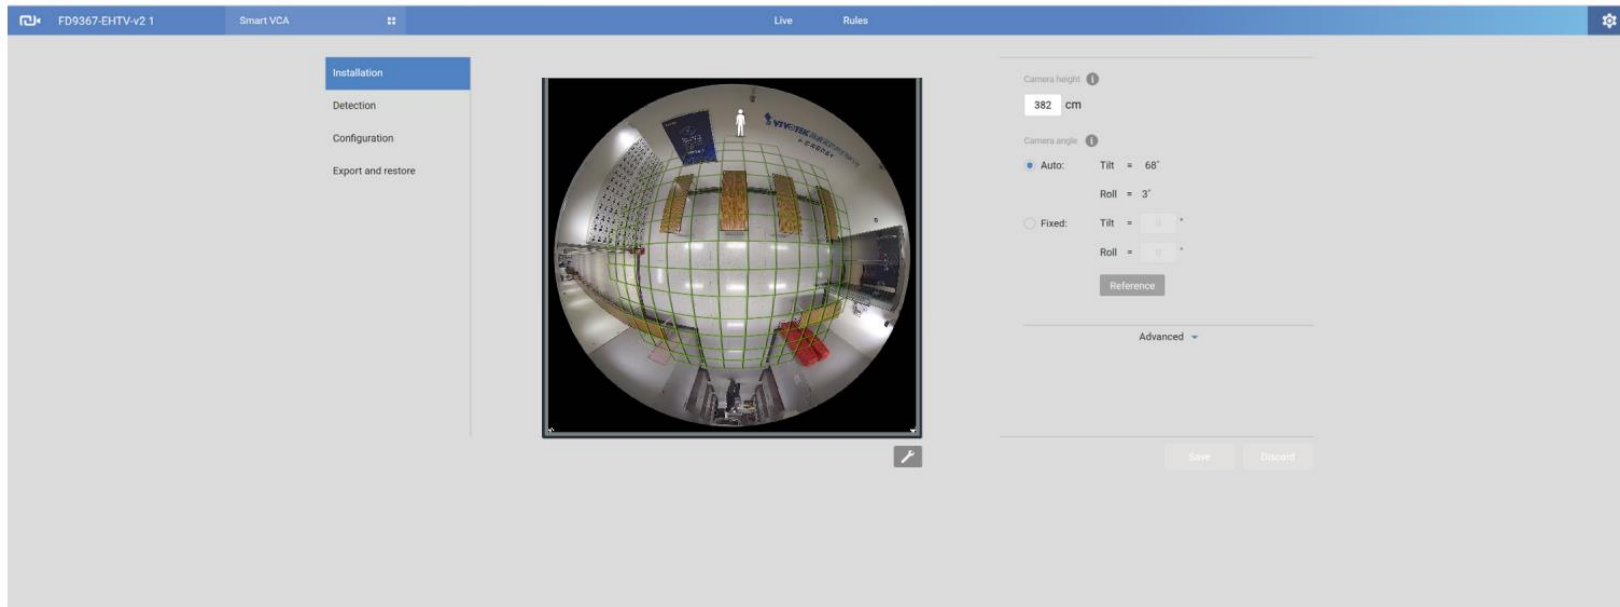 FD9367-EHTV-v2 1
Smart VCA
Live
Rules
Installation
Detection
Configuration
Export and restore
VIVOTEK
Camera height
382 cm
Camera angle
Auto: Tilt = 68°
Roll = 3°
Fixed: Tilt = °
Roll = °
Reference
Advanced
Save Discard